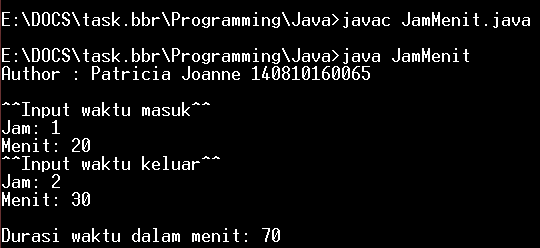 E:\DOCS\task.bbr\Programming\Java>javac JamMenit.java
E:\DOCS\task.bbr\Programming\Java>java JamMenit
Author : Patricia Joanne 140810160065
^^Input waktu masuk^^
Jam: 1
Menit: 20
^^Input waktu keluar^^
Jam: 2
Menit: 30
Durasi waktu dalam menit: 70